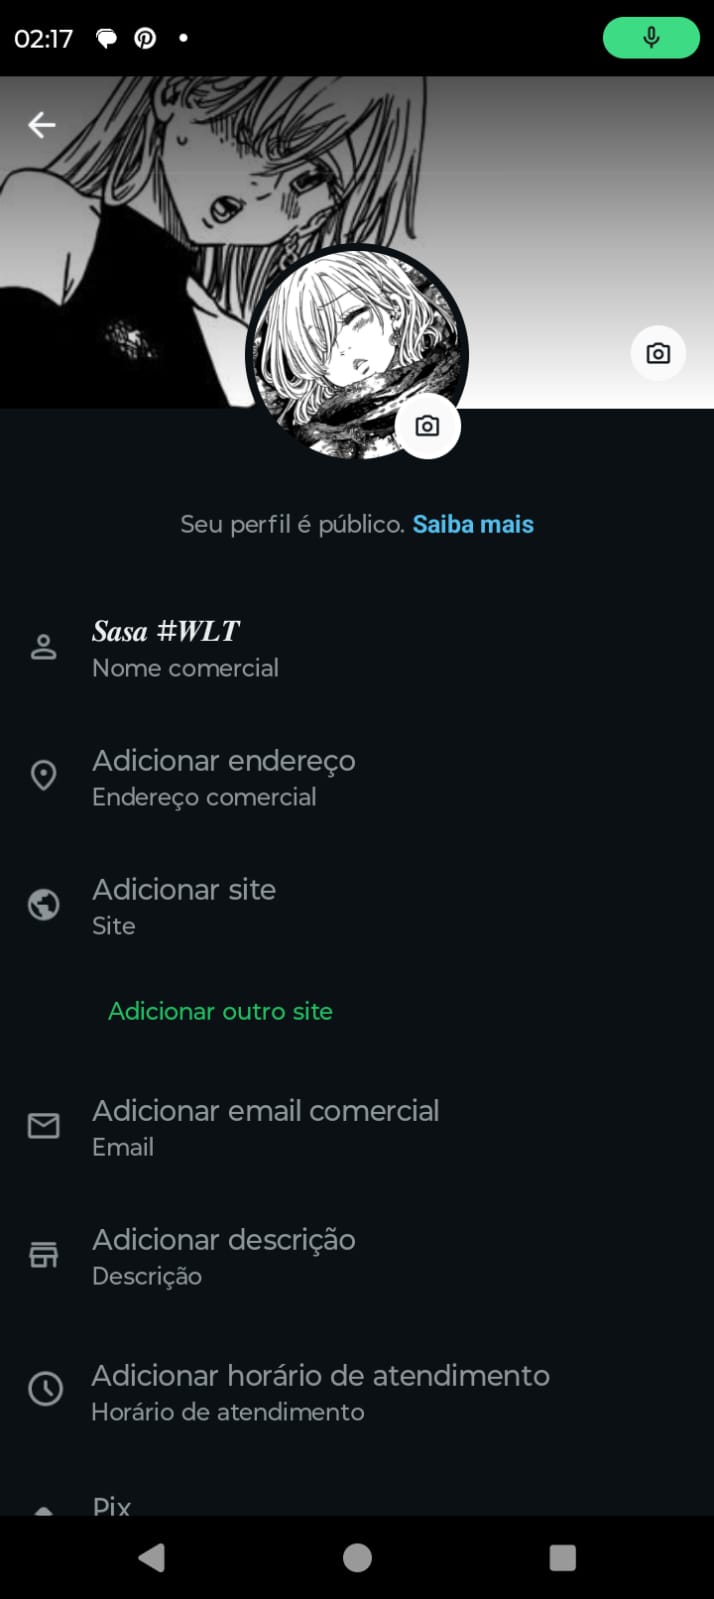 02:17
Seu perfil é público. Saiba mais
Sasa #WLT
Nome comercial
Adicionar endereço
Endereço comercial
Adicionar site
Site
Adicionar outro site
Adicionar email comercial
Email
Adicionar descrição
Descrição
Adicionar horário de atendimento
Horário de atendimento
Pix